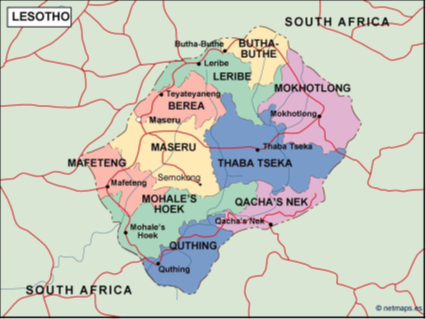 LESOTHO
SOUTH AFRICA
Butha-Buthe
BUTHA-
BUTHE
Leribe
LERIBE
MOKHOTLONG
Teyateyaneng
BEREA
Mokhotlong
Maseru
MASERU
Thaba Tseka
THABA TSEKA
MAFETENG
Mafeteng
Semokong
MOHALE'S
HOEK
QACHA'S NEK
Qacha's Nek
Mohale's
Hoek
QUTHING
Quthing
SOUTH AFRICA
© netmaps.es